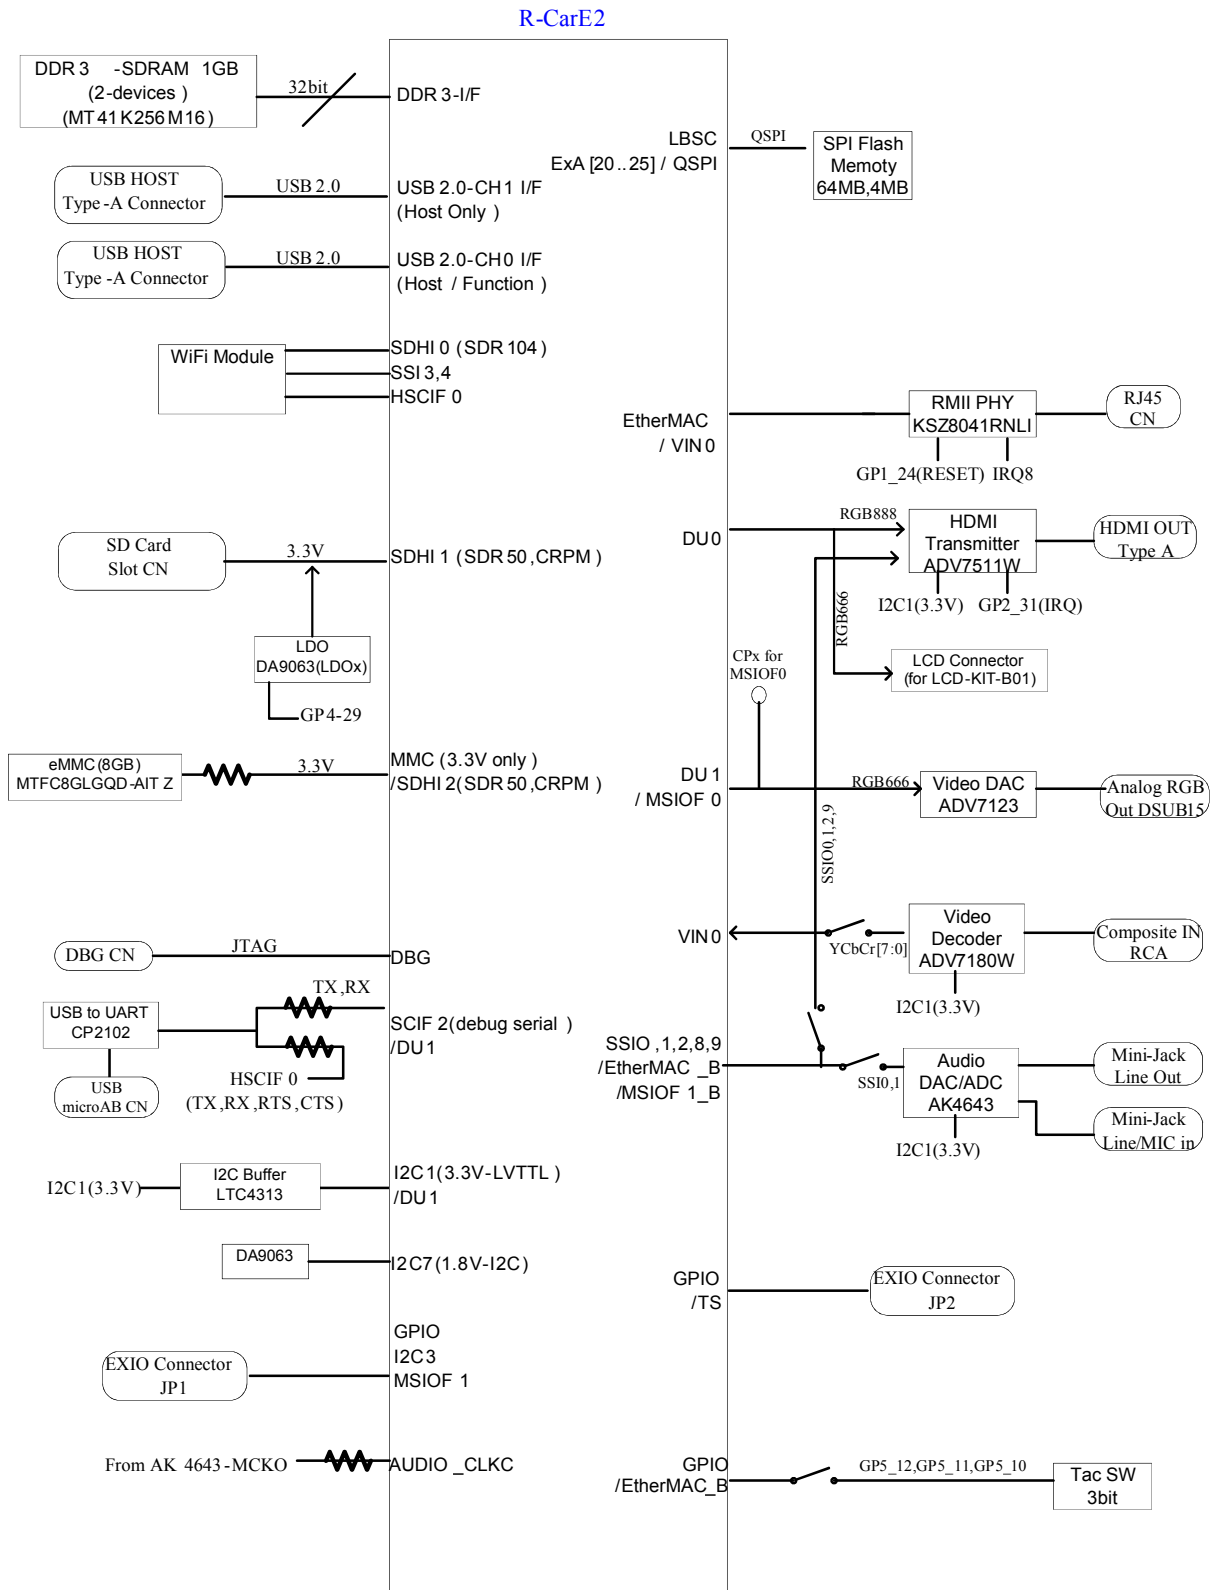 R-CarE2
DDR3 -SDRAM 1GB
(2-devices )
(MT41K256M16)
32bit
DDR3-I/F
USB HOST
Type -A Connector
USB 2.0
USB 2.0-CH1 I/F
(Host Only )
USB HOST
Type -A Connector
USB 2.0
USB 2.0-CH0 I/F
(Host / Function )
WiFi Module
SDHI 0 (SDR 104 )
SSI 3,4
HSCIF 0
SD Card
Slot CN
3.3V
SDHI 1 (SDR 50 ,CRPM )
LDO
DA9063(LDOx)
GP4-29
eMMC(8GB)
MTFC8GLGQD-AIT Z
3.3V
MMC (3.3V only )
/SDHI 2(SDR 50 ,CRPM )
DBG CN
JTAG
DBG
USB to UART
CP2102
TX ,RX
SCIF 2(debug serial )
/DU1
HSCIF 0
(TX ,RX ,RTS ,CTS )
USB
microAB CN
I2C1(3.3V)
I2C Buffer
LTC4313
I2C1(3.3V-LVTTL )
/DU1
DA9063
I2C7(1.8V-I2C)
EXIO Connector
JP1
GPIO
I2C3
MSIOF 1
From AK 4643 -MCKO
AUDIO _CLKC
LBSC
ExA [20 ..25] / QSPI
QSPI
SPI Flash
Memoty
64MB,4MB
EtherMAC
/ VIN0
RMII PHY
KSZ8041RNLI
RJ45
CN
GP1_24(RESET) IRQ8
DU0
RGB888
HDMI
Transmitter
ADV7511W
HDMI OUT
Type A
I2C1(3.3V) GP2_31(IRQ)
RGB666
LCD Connector
(for LCD-KIT-B01)
CPx for
MSIOF0
DU 1
/ MSIOF 0
RGB666
Video DAC
ADV7123
Analog RGB
Out DSUB15
SSIO0,1,2,9
VIN0
YCbCr[7:0]
Video
Decoder
ADV7180W
Composite IN
RCA
I2C1(3.3V)
SSIO ,1,2,8,9
/EtherMAC _B
/MSIOF 1_B
SSI0,1
Audio
DAC/ADC
AK4643
Mini-Jack
Line Out
Mini-Jack
Line/MIC in
I2C1(3.3V)
GPIO
/TS
EXIO Connector
JP2
GPIO
/EtherMAC_B
GP5_12,GP5_11,GP5_10
Tac SW
3bit